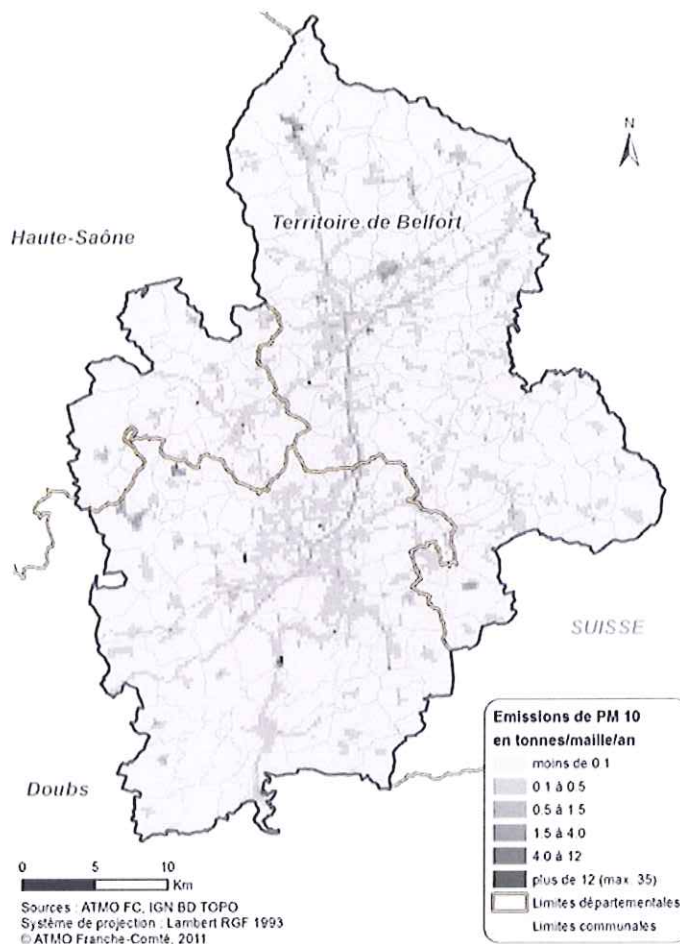 N
Haute-Saône
Territoire de Belfort
SUISSE
Doubs
Emissions de PM 10
en tonnes/maille/an
moins de 0.1
0.1 à 0.5
0.5 à 1.5
1.5 à 4.0
4.0 à 12
plus de 12 (max. 35)
Limites départementales
Limites communales
0 5 10
Km
Sources : ATMO FC, IGN BD TOPO
Système de projection : Lambert RGF 1993
© ATMO Franche-Comté, 2011